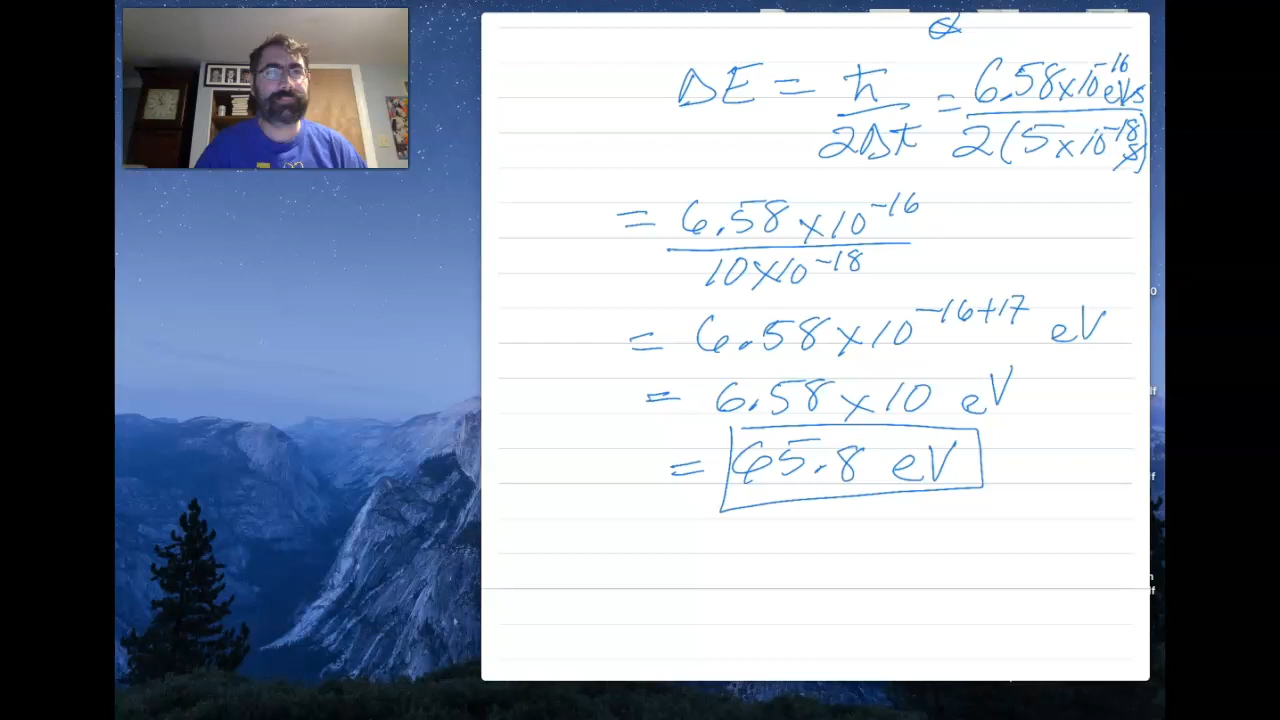 ΔE = ħ / 2Δt = 6.58×10⁻¹⁶ eVs / 2(5×10⁻¹⁸ s)
= 6.58×10⁻¹⁶ / 10×10⁻¹⁸
= 6.58×10⁻¹⁶⁺¹⁷ eV
= 6.58×10 eV
= 65.8 eV